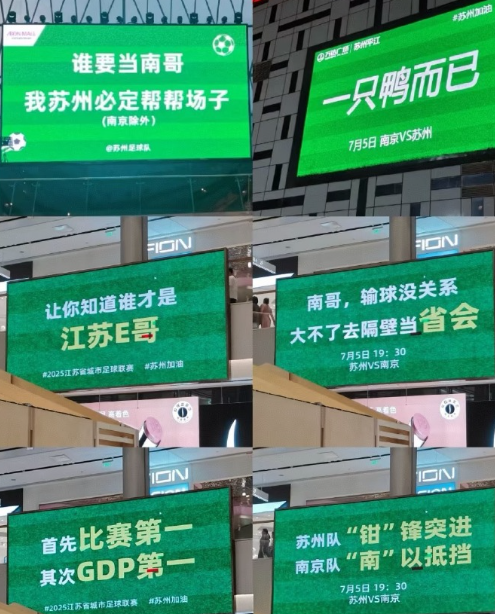 AEON MALL
谁要当南哥
我苏州必定帮帮场子
(南京除外)
@苏州足球队
苏州中心
#苏州加油
一只鸭而已
7月5日 南京VS苏州
让你知道谁才是
江苏E哥
#2025江苏省城市足球联赛 #苏州加油
南哥，输球没关系
大不了去隔壁当省会
7月5日 19：30
苏州VS南京
首先比赛第一
其次GDP第一
#2025江苏省城市足球联赛 #苏州加油
苏州队“钳”锋突进
南京队“南”以抵挡
7月5日 19：30
苏州VS南京